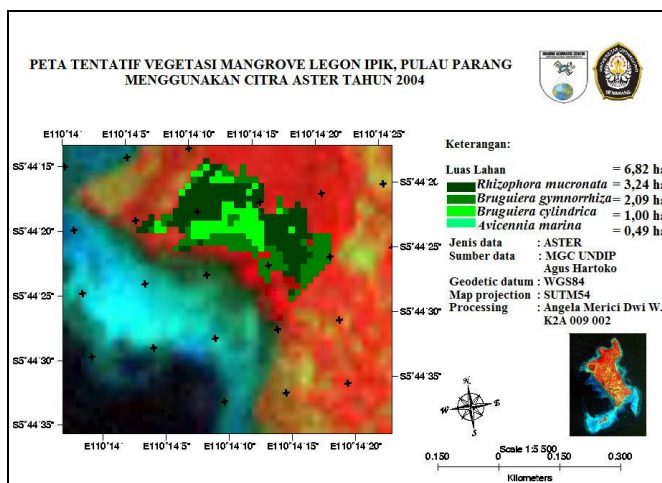 PETA TENTATIF VEGETASI MANGROVE LEGON IPIK, PULAU PARANG
MENGGUNAKAN CITRA ASTER TAHUN 2004
E110°14´ E110°14´5 E110°14´10 E110°14´15 E110°14´20 E110°14´25
S5°44´15
S5°44´20
S5°44´25
S5°44´30
S5°44´35
S5°44´20
S5°44´25
S5°44´30
S5°44´35
E110°14´ E110°14´5 E110°14´10 E110°14´15 E110°14´20
Keterangan:
Luas Lahan = 6,82 ha
Rhizophora mucronata = 3,24 ha
Bruguiera gymnorrhiza = 2,09 ha
Bruguiera cylindrica = 1,00 ha
Avicennia marina = 0,49 ha
Jenis data : ASTER
Sumber data : MGC UNDIP
Agus Hartoko
Geodetic datum : WGS84
Map projection : SUTM54
Processing : Angela Merici Dwi W.
K2A 009 002
N
W E
S
Scale 1:5 500
0.150 0 0.150 0.300
Kilometers